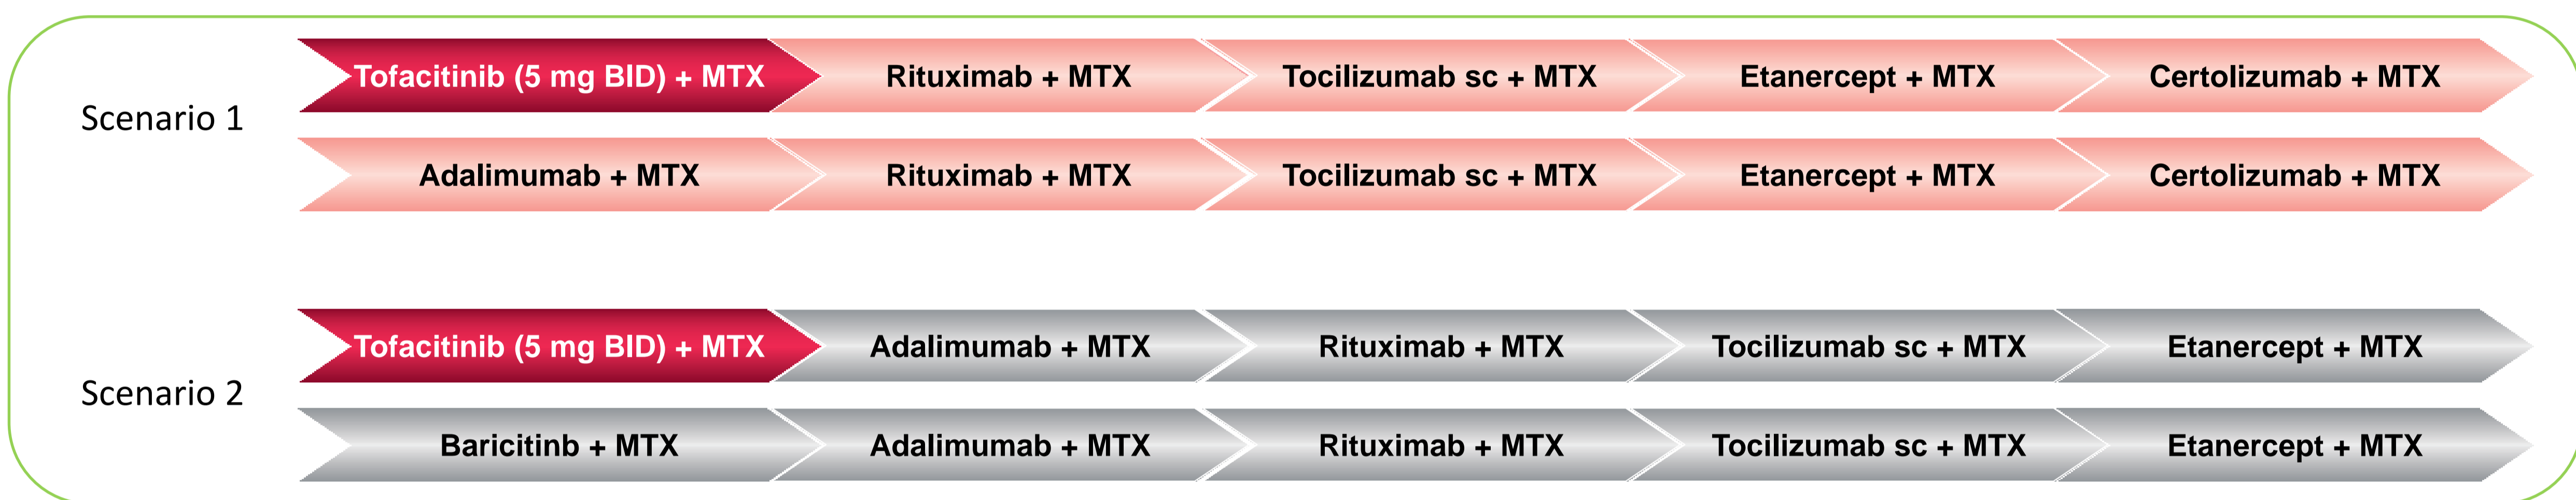 Scenario 1
Tofacitinib (5 mg BID) + MTX
Rituximab + MTX
Tocilizumab sc + MTX
Etanercept + MTX
Certolizumab + MTX
Adalimumab + MTX
Rituximab + MTX
Tocilizumab sc + MTX
Etanercept + MTX
Certolizumab + MTX
Scenario 2
Tofacitinib (5 mg BID) + MTX
Adalimumab + MTX
Rituximab + MTX
Tocilizumab sc + MTX
Etanercept + MTX
Baricitinb + MTX
Adalimumab + MTX
Rituximab + MTX
Tocilizumab sc + MTX
Etanercept + MTX